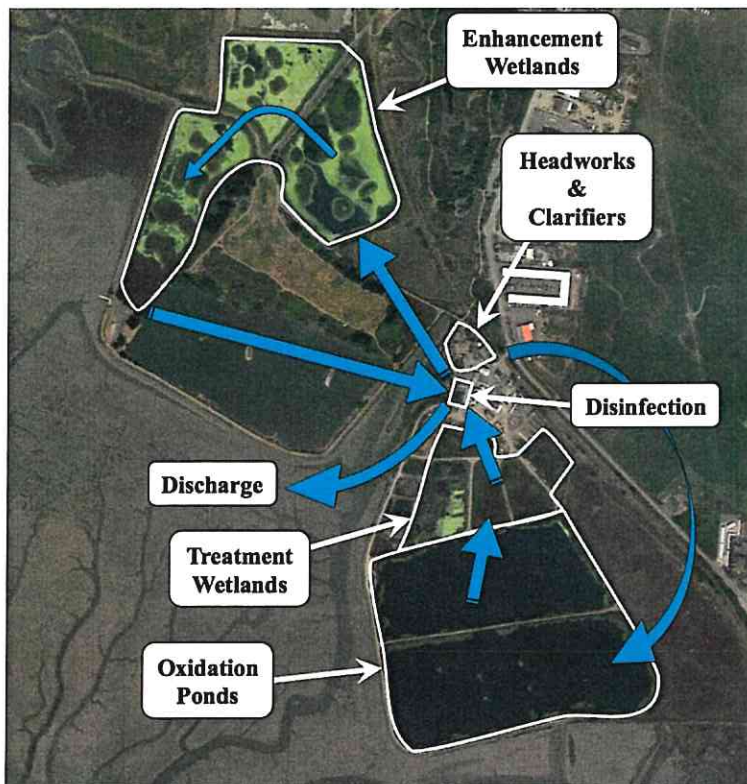 Enhancement
Wetlands
Headworks
&
Clarifiers
Disinfection
Discharge
Treatment
Wetlands
Oxidation
Ponds